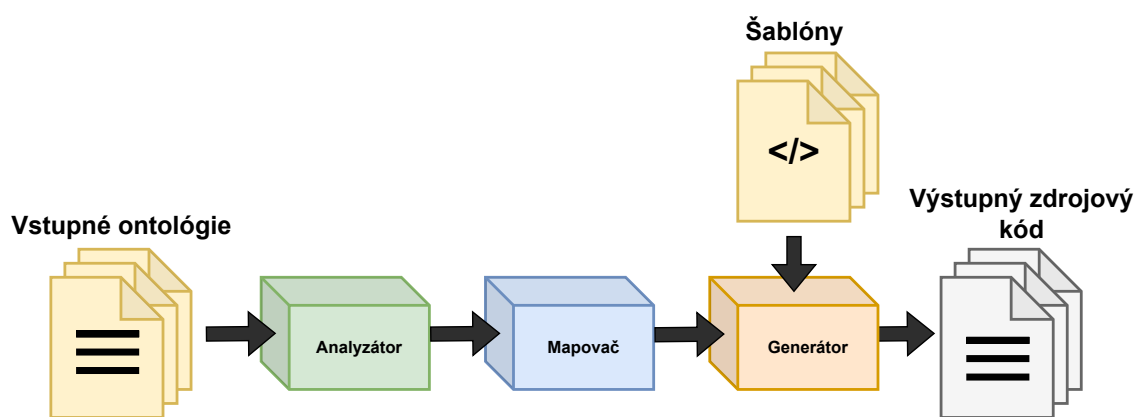 Šablóny
</>
Vstupné ontológie
Výstupný zdrojový
kód
Analyzátor
Mapovač
Generátor